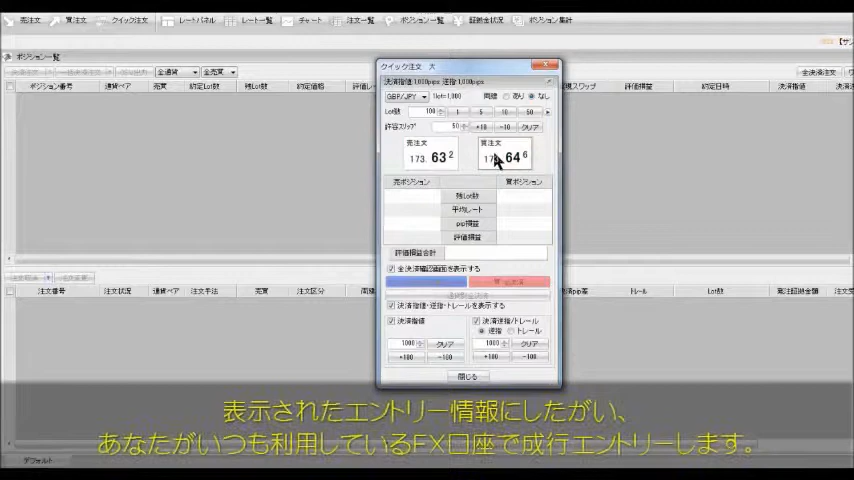 売注文 買注文 クイック注文 レートパネル レート一覧 チャート 注文一覧 ポジション一覧 証拠金状況 ポジション集計
ポジション一覧
全通貨 全売買 全決済注文
ポジション番号 通貨ペア 売買 約定Lot数 残Lot数 約定価格 評価損益 約定日時 決済指値
クイック注文 大
決済指値:1,000pips 逆指:1,000pips
GBP/JPY 1lot=1,000 両建 あり なし
Lot数 100 1 5 10 50
許容スリップ 50 +10 -10 クリア
売注文 買注文
173. 63 2 64 6
売ポジション 買ポジション
残Lot数
平均レート
pip損益
評価損益
評価損益合計
全決済確認画面を表示する
決済指値・逆指・トレールを表示する
決済指値 決済逆指/トレール
逆指 トレール
1000 クリア 1000 クリア
+100 -100 +100 -100
閉じる
注文番号 注文状況 通貨ペア 注文手法 売買 注文区分 トレール Lot数 発注証拠金額
表示されたエントリー情報にしたがい、
あなたがいつも利用しているFX口座で成行エントリーします。
デフォルト